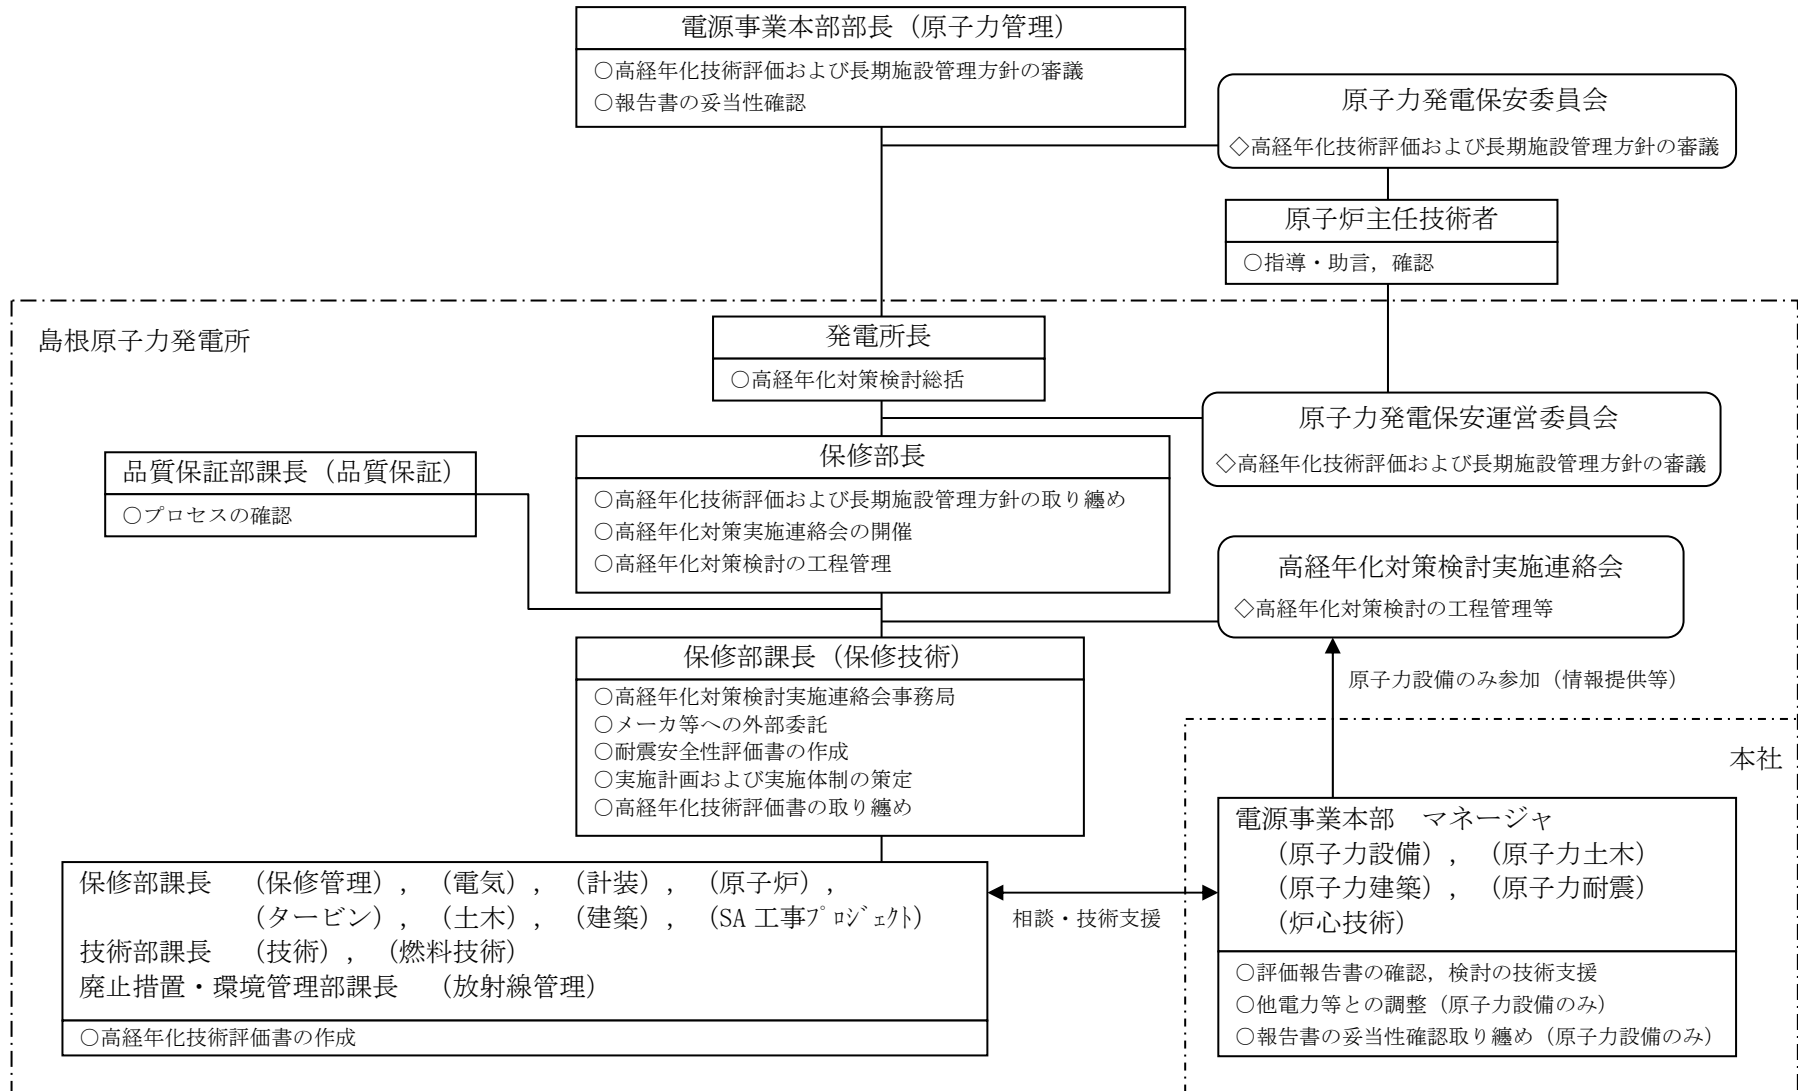 電源事業本部部長（原子力管理）
○高経年化技術評価および長期施設管理方針の審議
○報告書の妥当性確認
原子力発電保安委員会
◇高経年化技術評価および長期施設管理方針の審議
原子炉主任技術者
○指導・助言，確認
島根原子力発電所
発電所長
○高経年化対策検討総括
原子力発電保安運営委員会
◇高経年化技術評価および長期施設管理方針の審議
品質保証部課長（品質保証）
○プロセスの確認
保修部長
○高経年化技術評価および長期施設管理方針の取り纏め
○高経年化対策実施連絡会の開催
○高経年化対策検討の工程管理
高経年化対策検討実施連絡会
◇高経年化対策検討の工程管理等
保修部課長（保修技術）
○高経年化対策検討実施連絡会事務局
○メーカ等への外部委託
○耐震安全性評価書の作成
○実施計画および実施体制の策定
○高経年化技術評価書の取り纏め
原子力設備のみ参加（情報提供等）
本社
保修部課長　（保修管理），（電気），（計装），（原子炉），
（タービン），（土木），（建築），（SA 工事ﾌﾟﾛｼﾞｪｸﾄ）
技術部課長　（技術），（燃料技術）
廃止措置・環境管理部課長　（放射線管理）
○高経年化技術評価書の作成
相談・技術支援
電源事業本部　マネージャ
（原子力設備），（原子力土木）
（原子力建築），（原子力耐震）
（炉心技術）
○評価報告書の確認，検討の技術支援
○他電力等との調整（原子力設備のみ）
○報告書の妥当性確認取り纏め（原子力設備のみ）